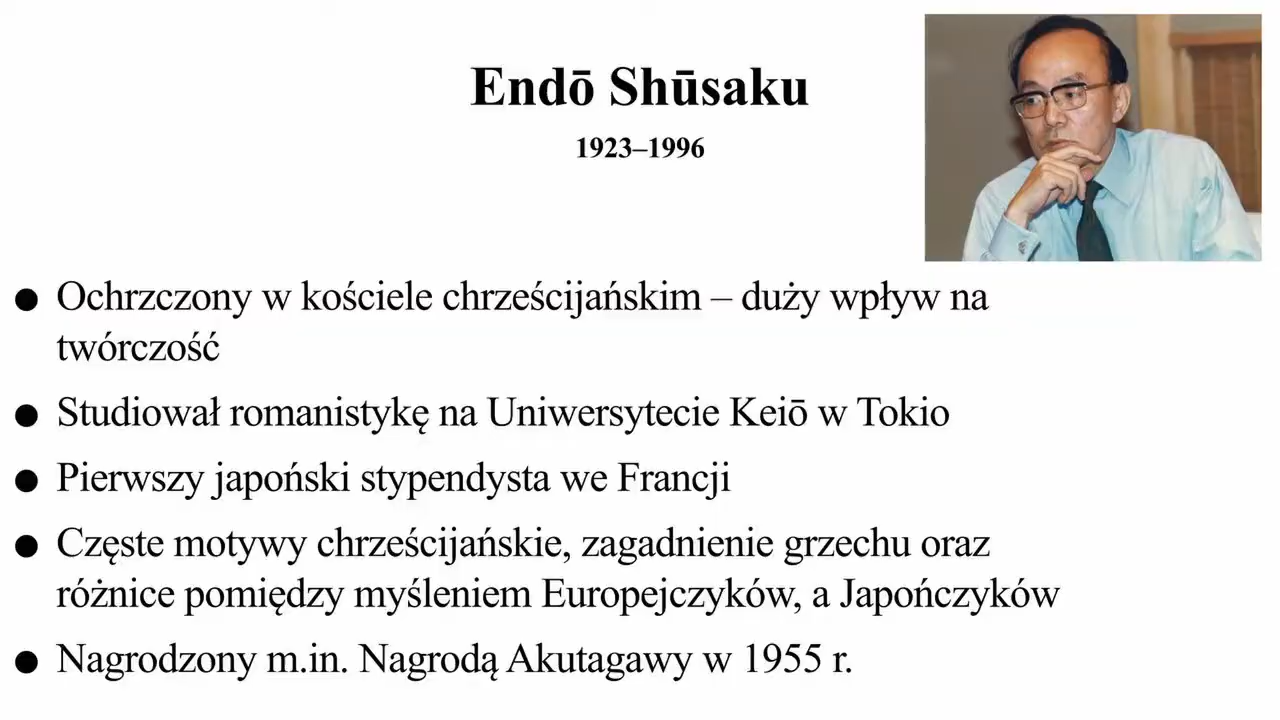 Endō Shūsaku
1923–1996
● Ochrzczony w kościele chrześcijańskim – duży wpływ na
twórczość
● Studiował romanistykę na Uniwersytecie Keiō w Tokio
● Pierwszy japoński stypendysta we Francji
● Częste motywy chrześcijańskie, zagadnienie grzechu oraz
różnice pomiędzy myśleniem Europejczyków, a Japończyków
● Nagrodzony m.in. Nagrodą Akutagawy w 1955 r.